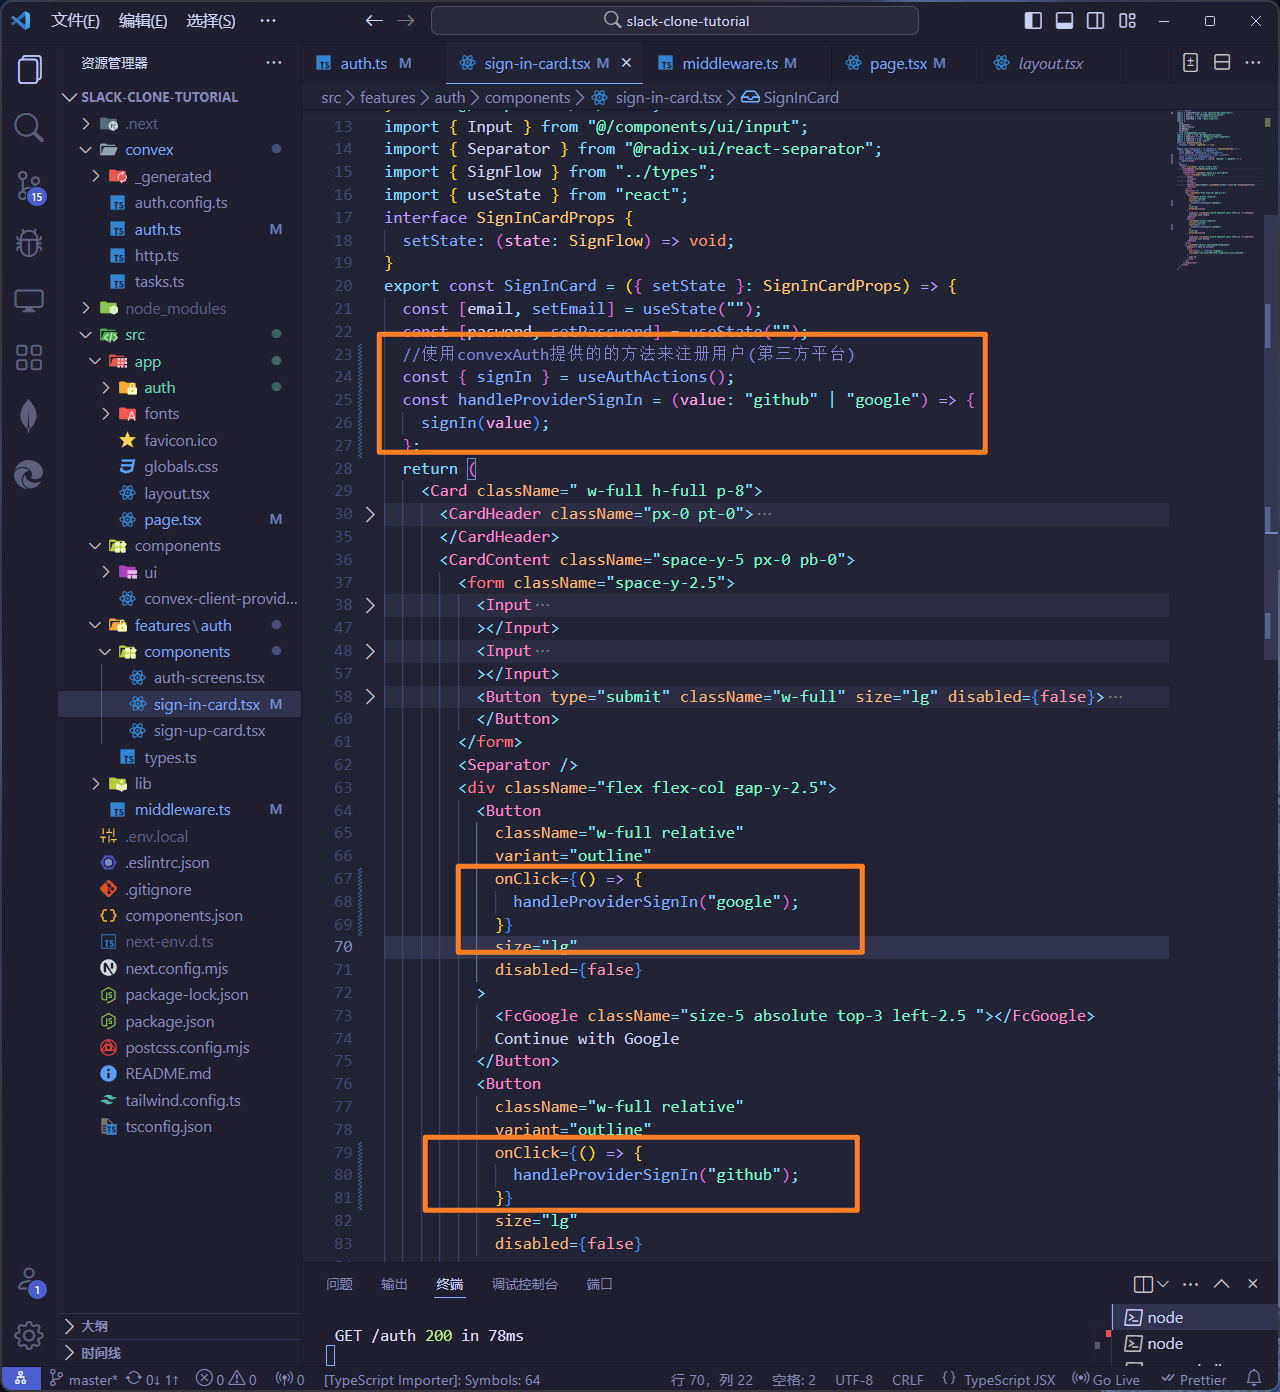 文件(F) 编辑(E) 选择(S) ··· slack-clone-tutorial
资源管理器 ···
SLACK-CLONE-TUTORIAL
.next
convex
_generated
auth.config.ts
auth.ts M
http.ts
tasks.ts
node_modules
src
app
auth
fonts
favicon.ico
globals.css
layout.tsx
page.tsx M
components
ui
convex-client-provid...
features\auth
components
auth-screens.tsx
sign-in-card.tsx M
sign-up-card.tsx
types.ts
lib
middleware.ts M
.env.local
.eslintrc.json
.gitignore
components.json
next-env.d.ts
next.config.mjs
package-lock.json
package.json
postcss.config.mjs
README.md
tailwind.config.ts
tsconfig.json
大纲
时间线
15
1
auth.ts M sign-in-card.tsx M middleware.ts M page.tsx M layout.tsx
src > features > auth > components > sign-in-card.tsx > SignInCard
13 import { Input } from "@/components/ui/input";
14 import { Separator } from "@radix-ui/react-separator";
15 import { SignFlow } from "../types";
16 import { useState } from "react";
17 interface SignInCardProps {
18 setState: (state: SignFlow) => void;
19 }
20 export const SignInCard = ({ setState }: SignInCardProps) => {
21 const [email, setEmail] = useState("");
22 const [pasword, setPassword] = useState("");
23 //使用convexAuth提供的的方法来注册用户(第三方平台)
24 const { signIn } = useAuthActions();
25 const handleProviderSignIn = (value: "github" | "google") => {
26 signIn(value);
27 };
28 return (
29 <Card className=" w-full h-full p-8">
30 <CardHeader className="px-0 pt-0">···
35 </CardHeader>
36 <CardContent className="space-y-5 px-0 pb-0">
37 <form className="space-y-2.5">
38 <Input···
47 ></Input>
48 <Input···
57 ></Input>
58 <Button type="submit" className="w-full" size="lg" disabled={false}>···
60 </Button>
61 </form>
62 <Separator />
63 <div className="flex flex-col gap-y-2.5">
64 <Button
65 className="w-full relative"
66 variant="outline"
67 onClick={() => {
68 handleProviderSignIn("google");
69 }}
70 size="lg"
71 disabled={false}
72 >
73 <FcGoogle className="size-5 absolute top-3 left-2.5 "></FcGoogle>
74 Continue with Google
75 </Button>
76 <Button
77 className="w-full relative"
78 variant="outline"
79 onClick={() => {
80 handleProviderSignIn("github");
81 }}
82 size="lg"
83 disabled={false}
问题 输出 终端 调试控制台 端口
GET /auth 200 in 78ms
node
node
master* 0↓ 1↑ 0 0 0 [TypeScript Importer]: Symbols: 64 行 70，列 22 空格: 2 UTF-8 CRLF {} TypeScript JSX Go Live Prettier